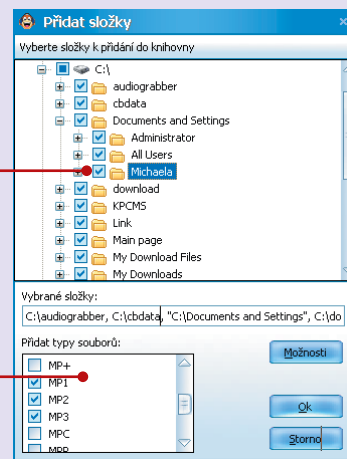 Přidat složky
Vyberte složky k přidání do knihovny
C:\
audiograbber
cbdata
Documents and Settings
Administrator
All Users
Michaela
download
KPCMS
Link
Main page
My Download Files
My Downloads
Vybrané složky:
C:\audiograbber, C:\cbdata, "C:\Documents and Settings", C:\do
Přidat typy souborů:
MP+
MP1
MP2
MP3
MPC
MPP
Možnosti
Ok
Storno